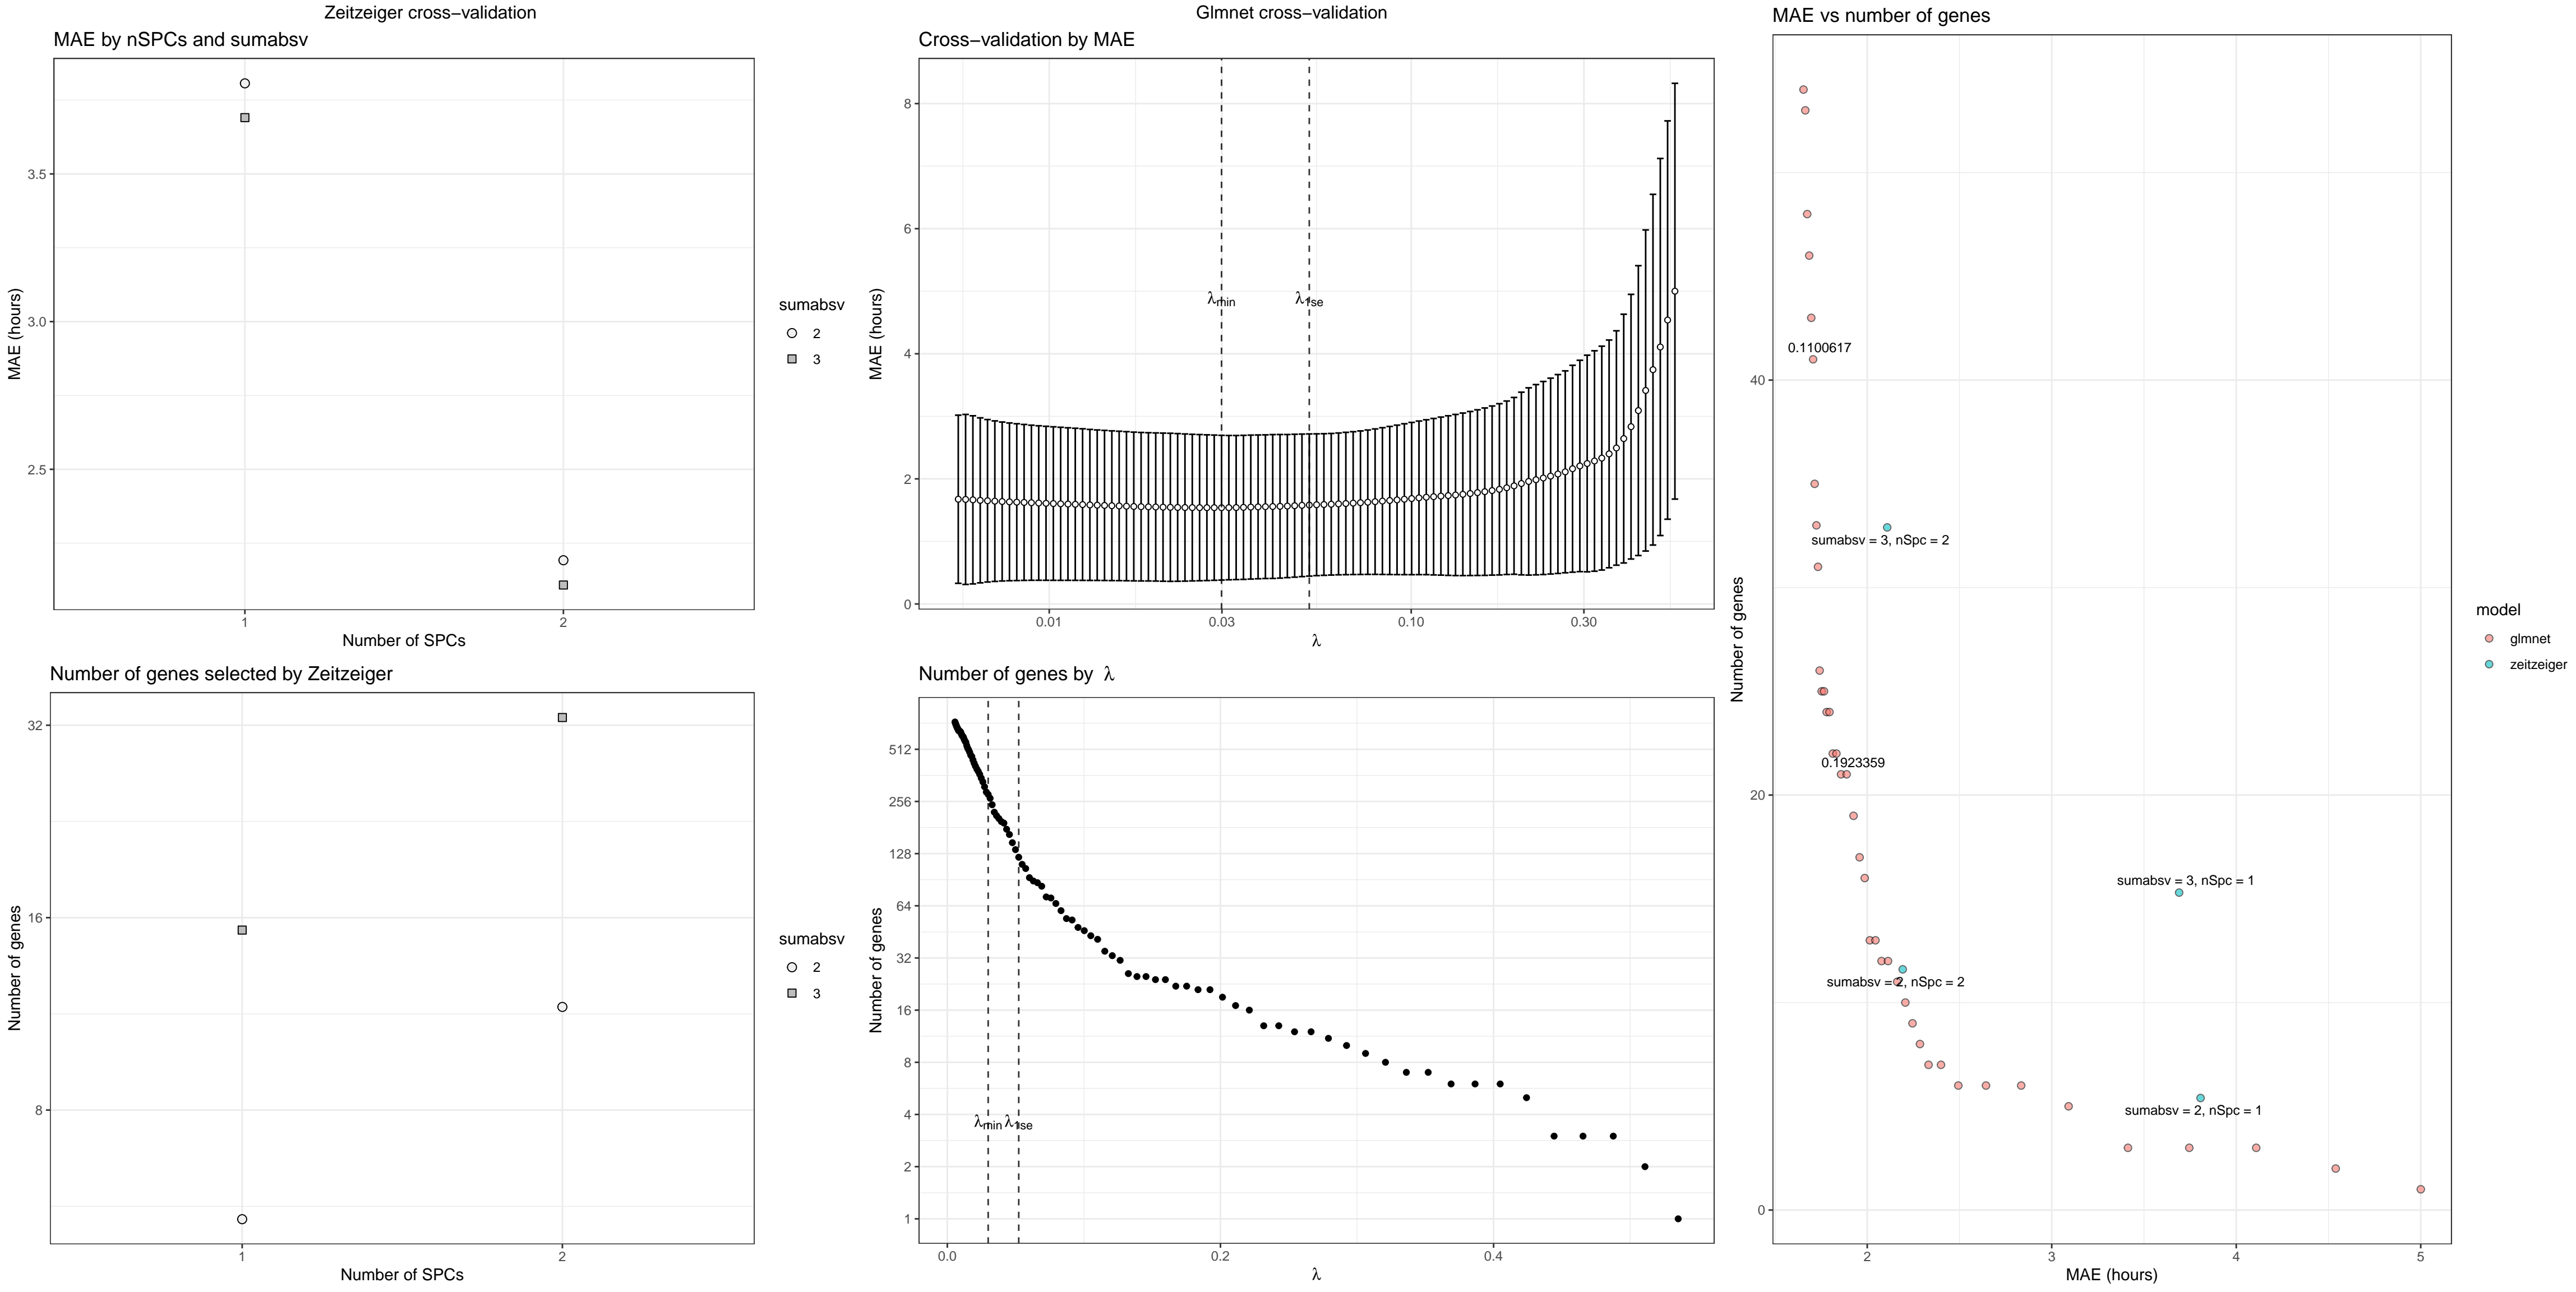 Zeitzeiger cross−validation
MAE by nSPCs and sumabsv
MAE (hours)
3.5
3.0
2.5
1
2
Number of SPCs
sumabsv
2
3
Number of genes selected by Zeitzeiger
Number of genes
32
16
8
1
2
Number of SPCs
sumabsv
2
3
Glmnet cross−validation
Cross−validation by MAE
MAE (hours)
8
6
4
2
0
λmin
λ1se
0.01
0.03
0.10
0.30
λ
Number of genes by λ
Number of genes
512
256
128
64
32
16
8
4
2
1
λmin
λ1se
0.0
0.2
0.4
λ
MAE vs number of genes
Number of genes
40
20
0
0.1100617
sumabsv = 3, nSpc = 2
0.1923359
sumabsv = 3, nSpc = 1
sumabsv = 2, nSpc = 2
sumabsv = 2, nSpc = 1
2
3
4
5
MAE (hours)
model
glmnet
zeitzeiger